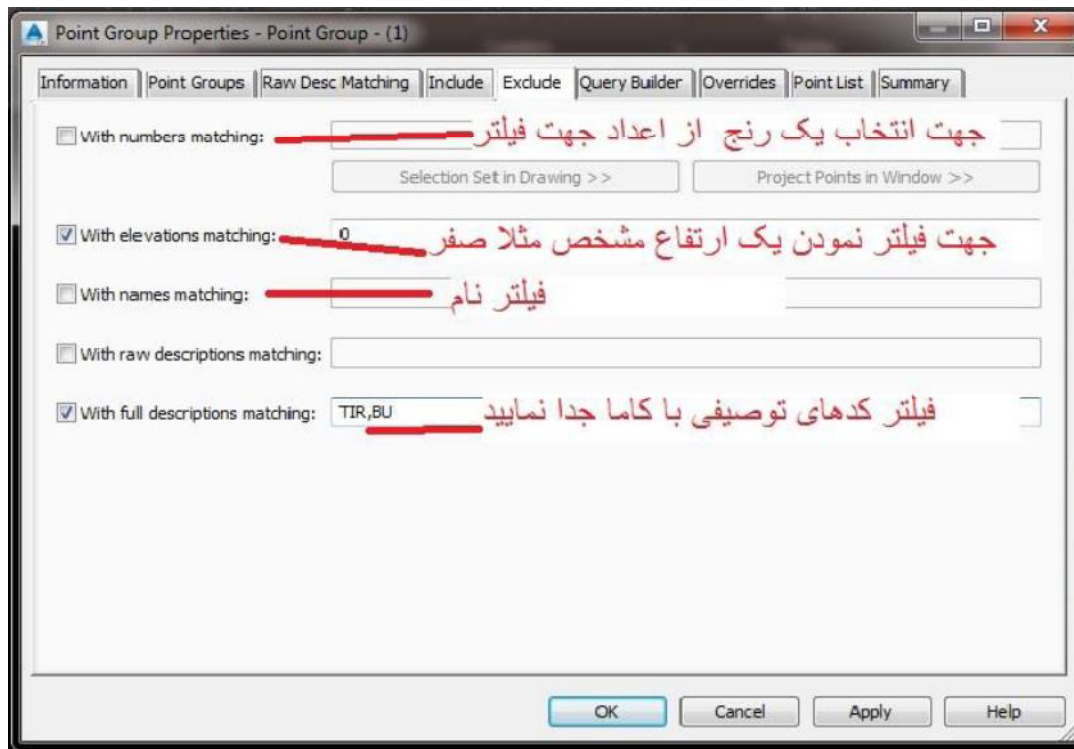 Point Group Properties - Point Group - (1)
Information Point Groups Raw Desc Matching Include Exclude Query Builder Overrides Point List Summary
With numbers matching: جهت انتخاب یک رنج از اعداد جهت فیلتر
Selection Set in Drawing >> Project Points in Window >>
With elevations matching: 0 جهت فیلتر نمودن یک ارتفاع مشخص مثلا صفر
With names matching: فیلتر نام
With raw descriptions matching:
With full descriptions matching: TIR,BU فیلتر کدهای توصیفی با کاما جدا نمایید
OK Cancel Apply Help